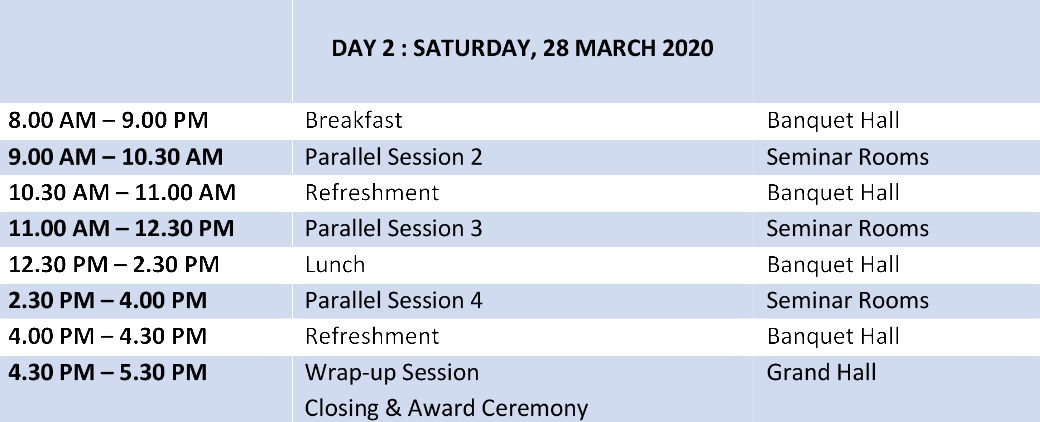 DAY 2 : SATURDAY, 28 MARCH 2020
8.00 AM – 9.00 PM Breakfast Banquet Hall
9.00 AM – 10.30 AM Parallel Session 2 Seminar Rooms
10.30 AM – 11.00 AM Refreshment Banquet Hall
11.00 AM – 12.30 PM Parallel Session 3 Seminar Rooms
12.30 PM – 2.30 PM Lunch Banquet Hall
2.30 PM – 4.00 PM Parallel Session 4 Seminar Rooms
4.00 PM – 4.30 PM Refreshment Banquet Hall
4.30 PM – 5.30 PM Wrap-up Session Grand Hall
Closing & Award Ceremony